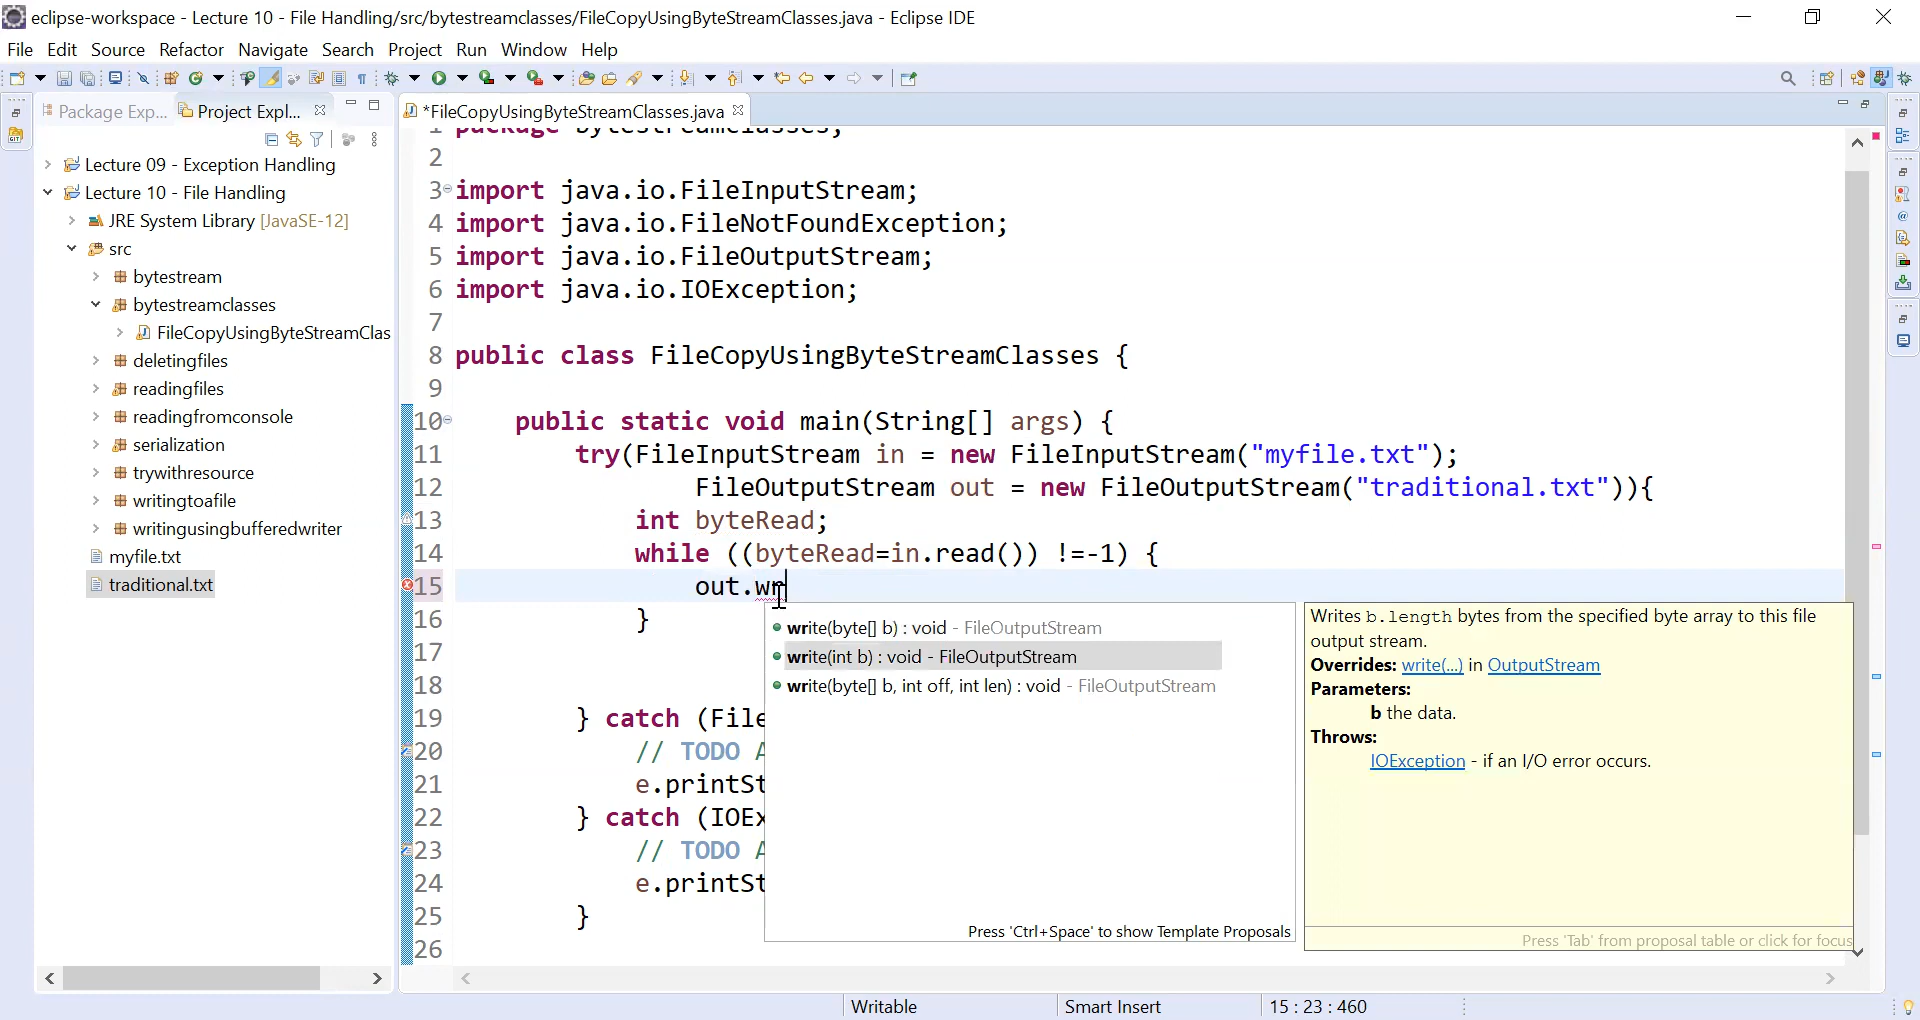 eclipse-workspace - Lecture 10 - File Handling/src/bytestreamclasses/FileCopyUsingByteStreamClasses.java - Eclipse IDE
File Edit Source Refactor Navigate Search Project Run Window Help
Package Exp... Project Expl... *FileCopyUsingByteStreamClasses.java
Lecture 09 - Exception Handling
Lecture 10 - File Handling
JRE System Library [JavaSE-12]
src
bytestream
bytestreamclasses
FileCopyUsingByteStreamClas
deletingfiles
readingfiles
readingfromconsole
serialization
trywithresource
writingtoafile
writingusingbufferedwriter
myfile.txt
traditional.txt
1 package bytestreamclasses;
2
3 import java.io.FileInputStream;
4 import java.io.FileNotFoundException;
5 import java.io.FileOutputStream;
6 import java.io.IOException;
7
8 public class FileCopyUsingByteStreamClasses {
9
10 public static void main(String[] args) {
11 try(FileInputStream in = new FileInputStream("myfile.txt");
12 FileOutputStream out = new FileOutputStream("traditional.txt")){
13 int byteRead;
14 while ((byteRead=in.read()) !=-1) {
15 out.wr
16 }
17
18
19 } catch (File
20 // TODO A
21 e.printSt
22 } catch (IOEx
23 // TODO A
24 e.printSt
25 }
26
write(byte[] b) : void - FileOutputStream
write(int b) : void - FileOutputStream
write(byte[] b, int off, int len) : void - FileOutputStream
Press 'Ctrl+Space' to show Template Proposals
Writes b.length bytes from the specified byte array to this file
output stream.
Overrides: write(...) in OutputStream
Parameters:
b the data.
Throws:
IOException - if an I/O error occurs.
Press 'Tab' from proposal table or click for focus
Writable Smart Insert 15 : 23 : 460